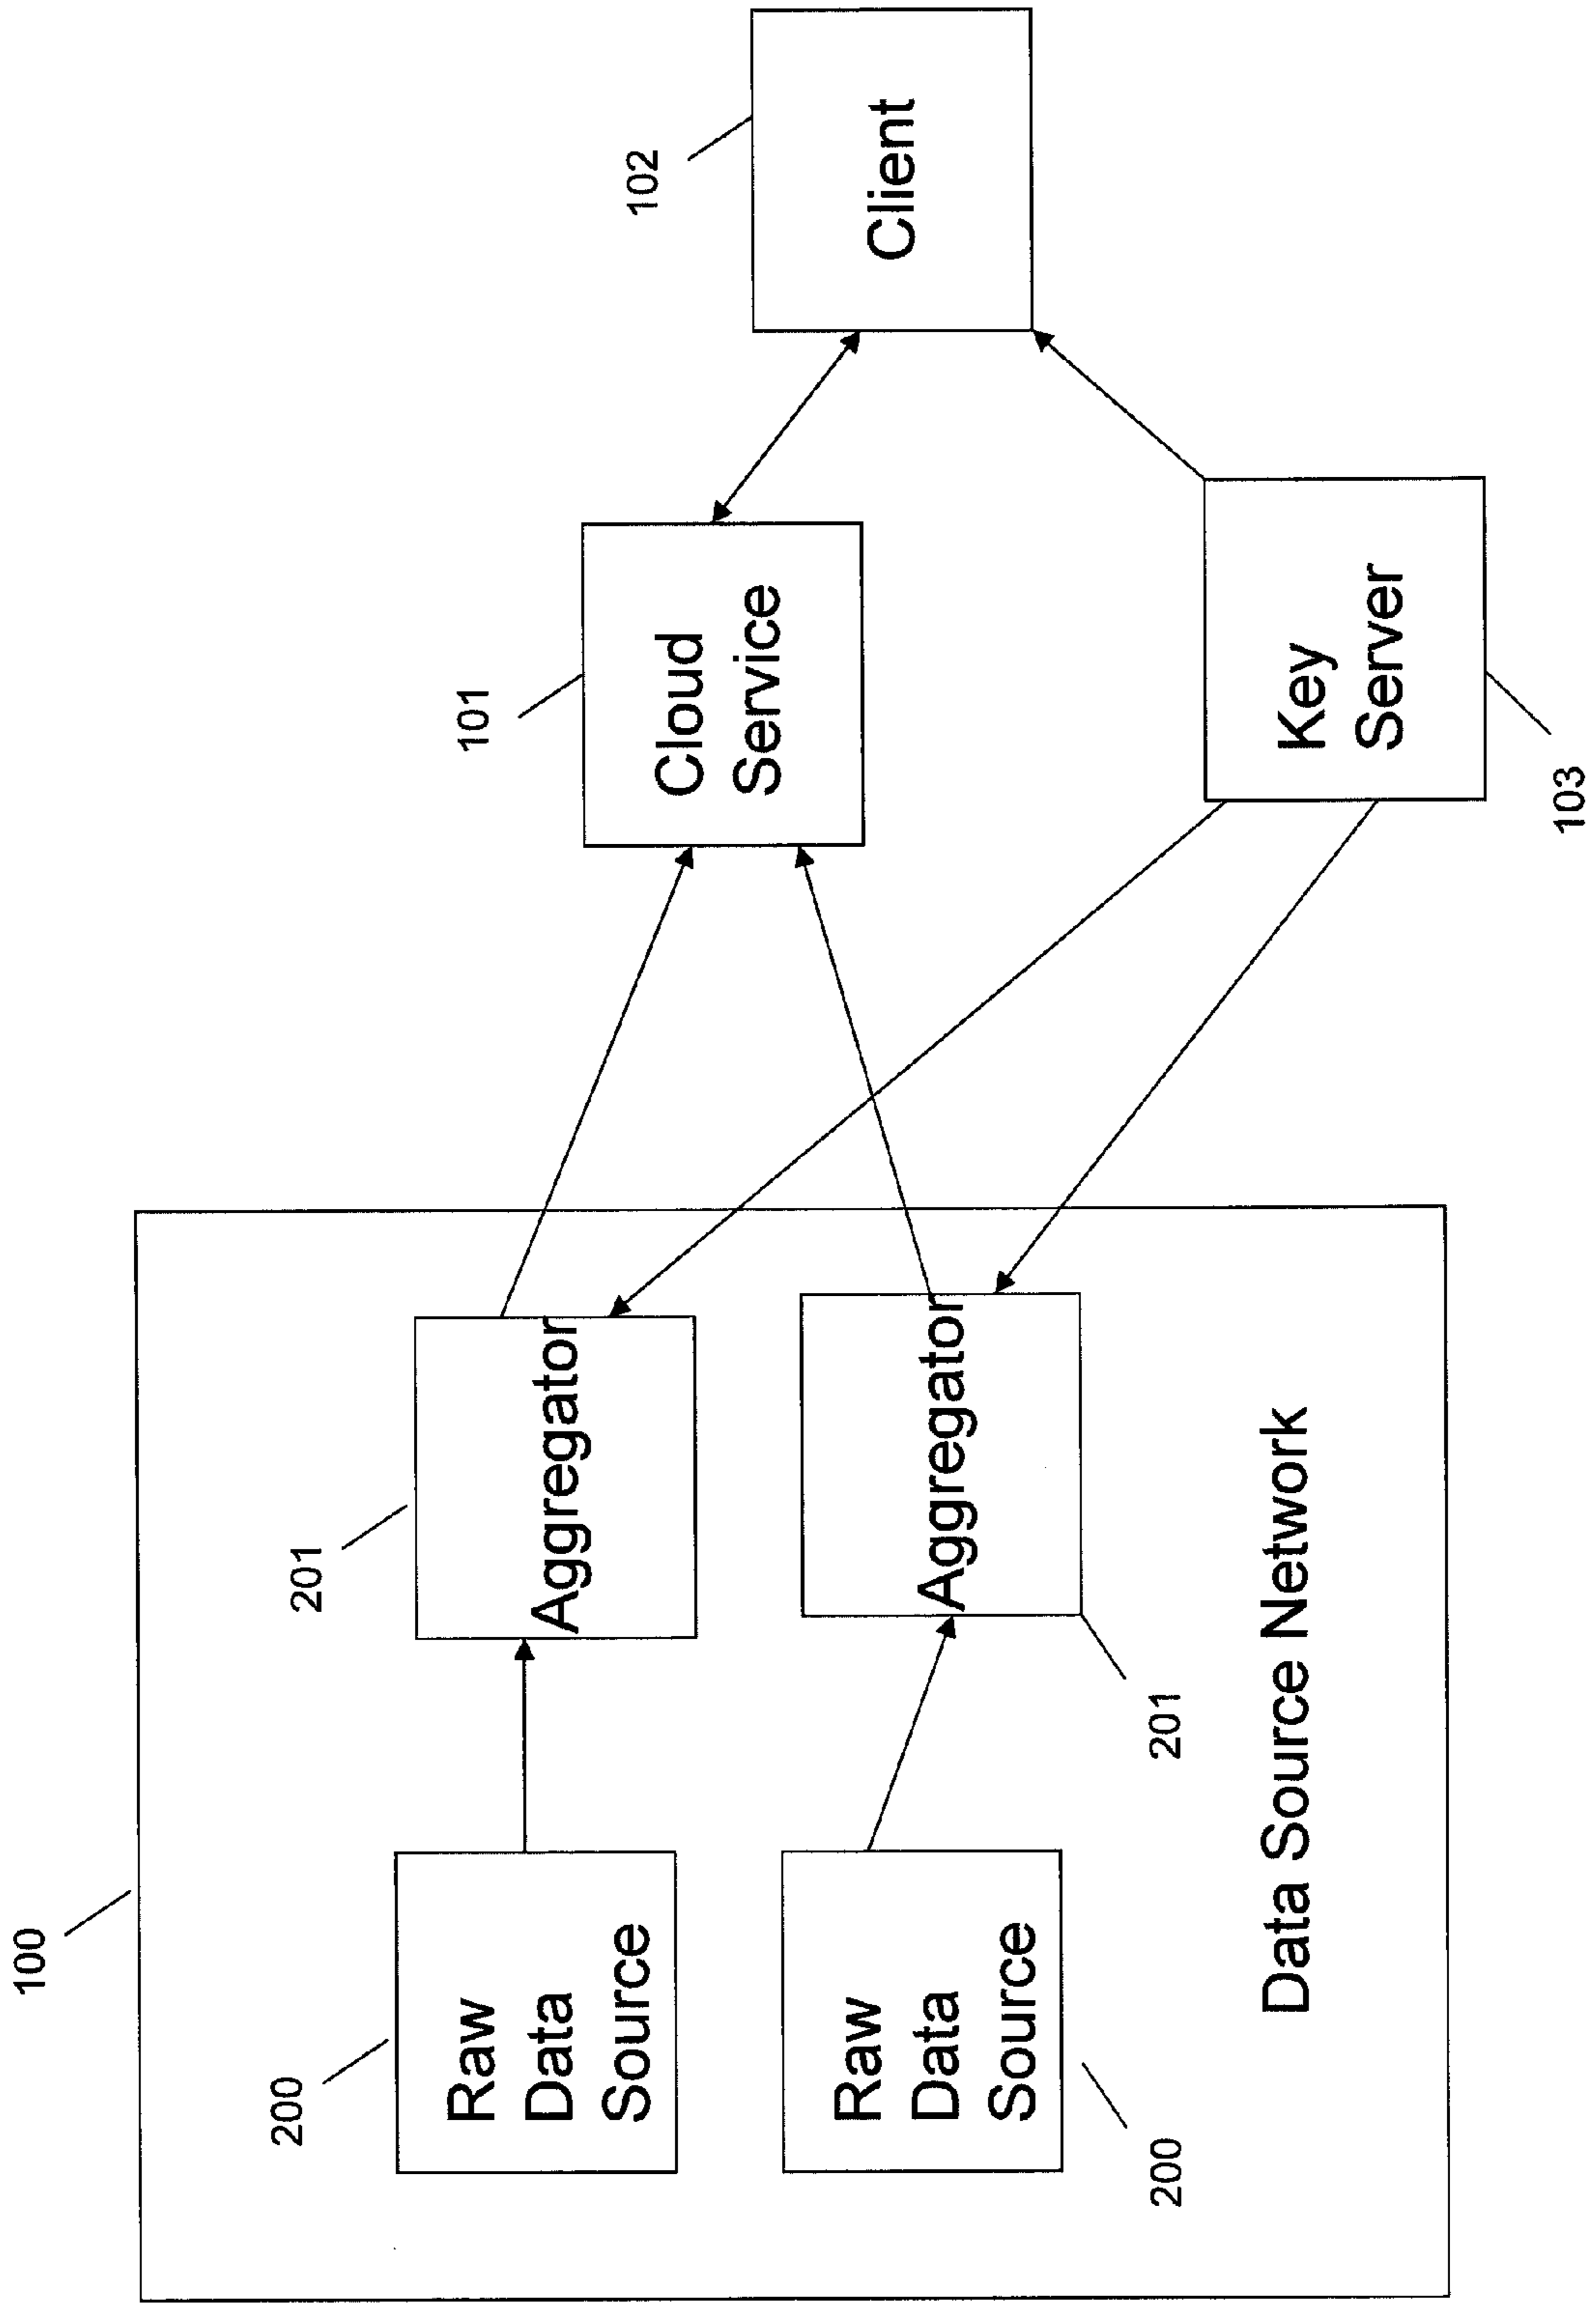 100
200
Raw
Data
Source
201
Aggregator
200
Raw
Data
Source
201
Aggregator
Data Source Network
101
Cloud
Service
102
Client
103
Key
Server